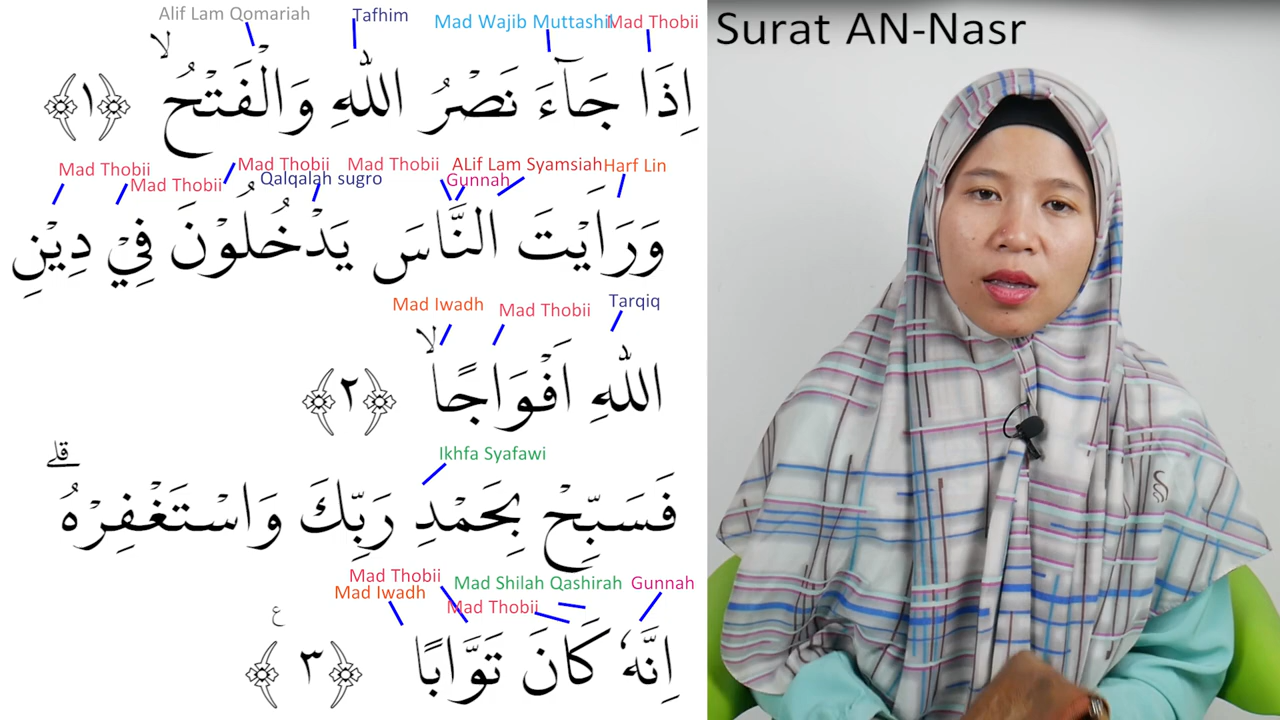 Surat AN-Nasr
Alif Lam Qomariah Tafhim Mad Wajib Muttashil Mad Thobii
اِذَا جَاۤءَ نَصْرُ اللّٰهِ وَالْفَتْحُ ۙ ﴿١﴾
Mad Thobii Mad Thobii Mad Thobii Qalqalah sugro Mad Thobii Gunnah ALif Lam Syamsiah Harf Lin
وَرَاَيْتَ النَّاسَ يَدْخُلُوْنَ فِيْ دِيْنِ
Mad Iwadh Mad Thobii Tarqiq
اللّٰهِ اَفْوَاجًا ۙ ﴿٢﴾
Ikhfa Syafawi
فَسَبِّحْ بِحَمْدِ رَبِّكَ وَاسْتَغْفِرْهُ ۗ
Mad Iwadh Mad Thobii Mad Thobii Mad Shilah Qashirah Gunnah
اِنَّهٗ كَانَ تَوَّابًا ﴿٣﴾ ع